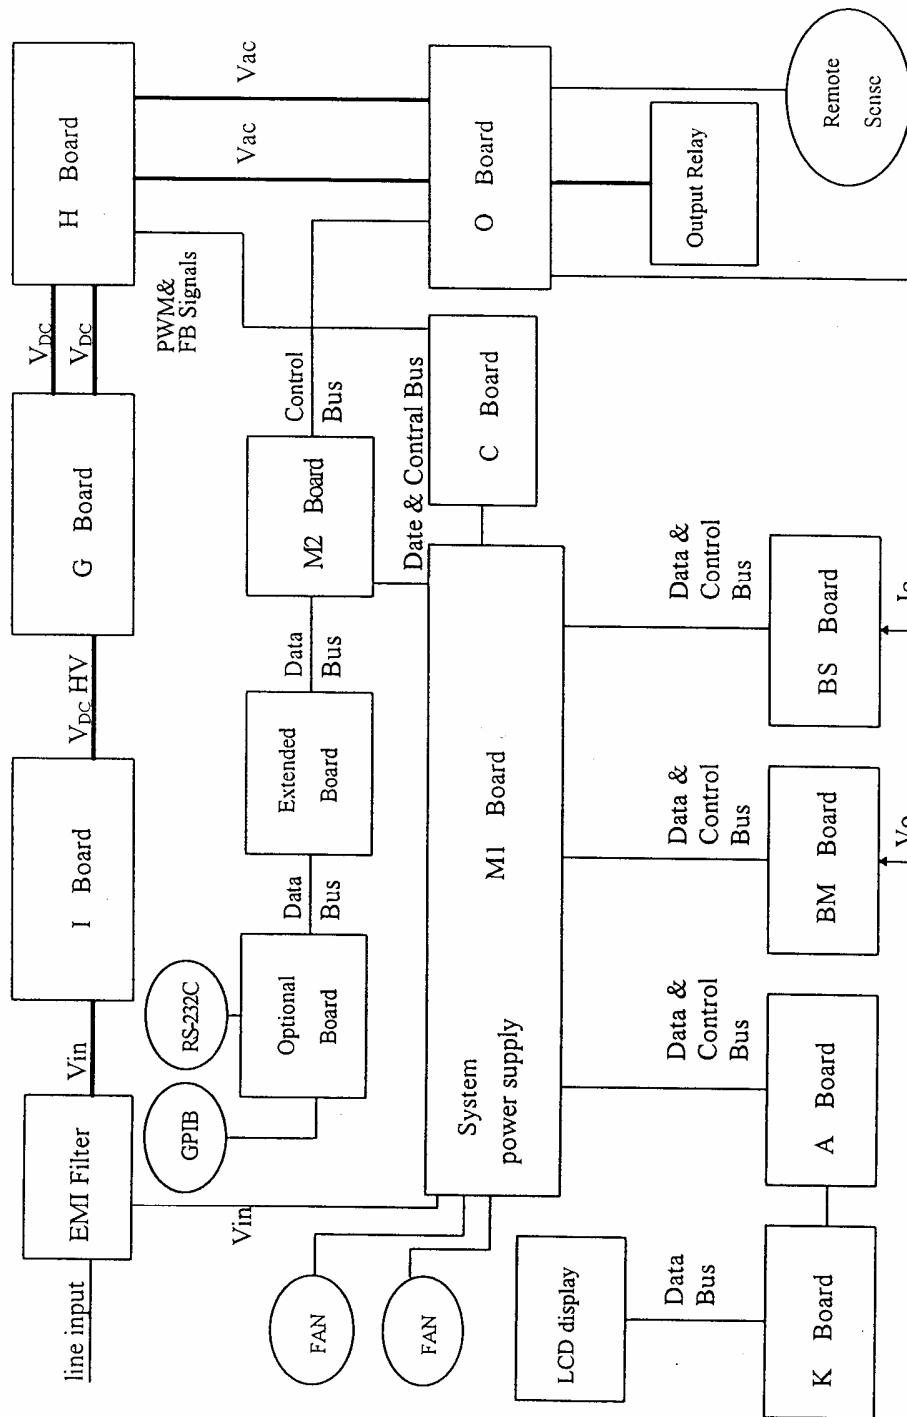 line input
EMI Filter
Vin
I Board
VDC HV
G Board
VDC
VDC
H Board
PWM&
FB Signals
Vac
Vac
Vin
GPIB
RS-232C
Optional
Board
Data
Bus
Extended
Board
Data
Bus
M2 Board
Control
Bus
Date & Contral Bus
FAN
FAN
System
power supply
M1 Board
C Board
O Board
Output Relay
Remote
Sense
LCD display
Data
Bus
K Board
A Board
Data &
Control
Bus
BM Board
Data &
Control
Bus
BS Board
Data &
Control
Bus